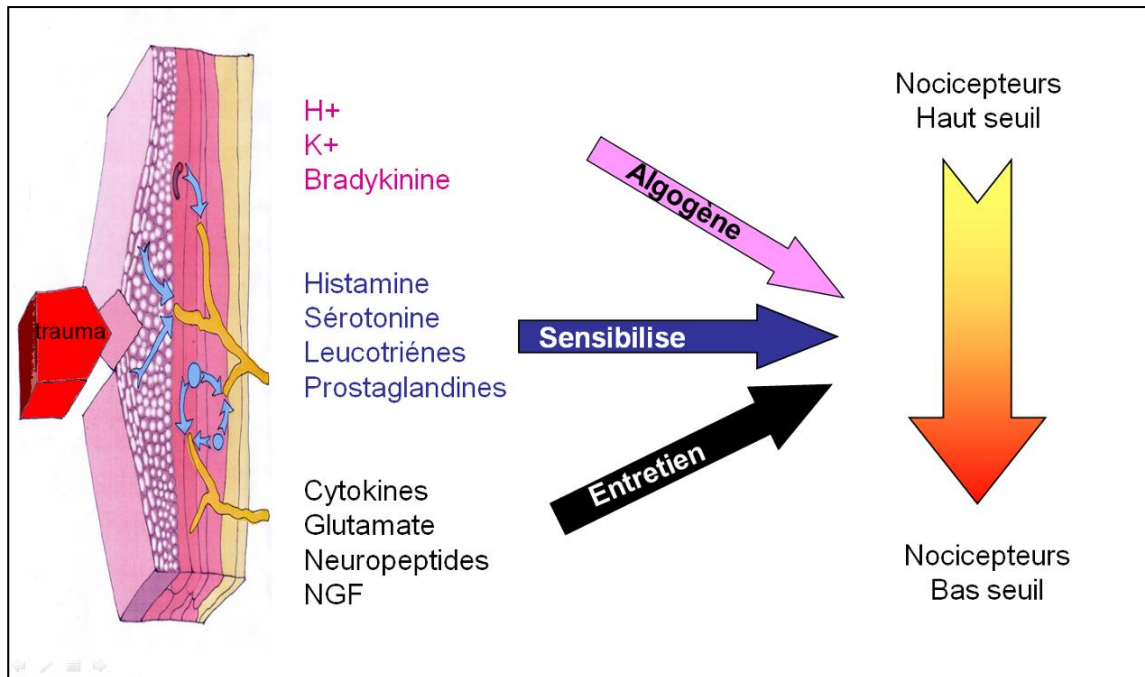 trauma
H+
K+
Bradykinine
Histamine
Sérotonine
Leucotriénes
Prostaglandines
Cytokines
Glutamate
Neuropeptides
NGF
Algogène
Sensibilise
Entretien
Nocicepteurs
Haut seuil
Nocicepteurs
Bas seuil